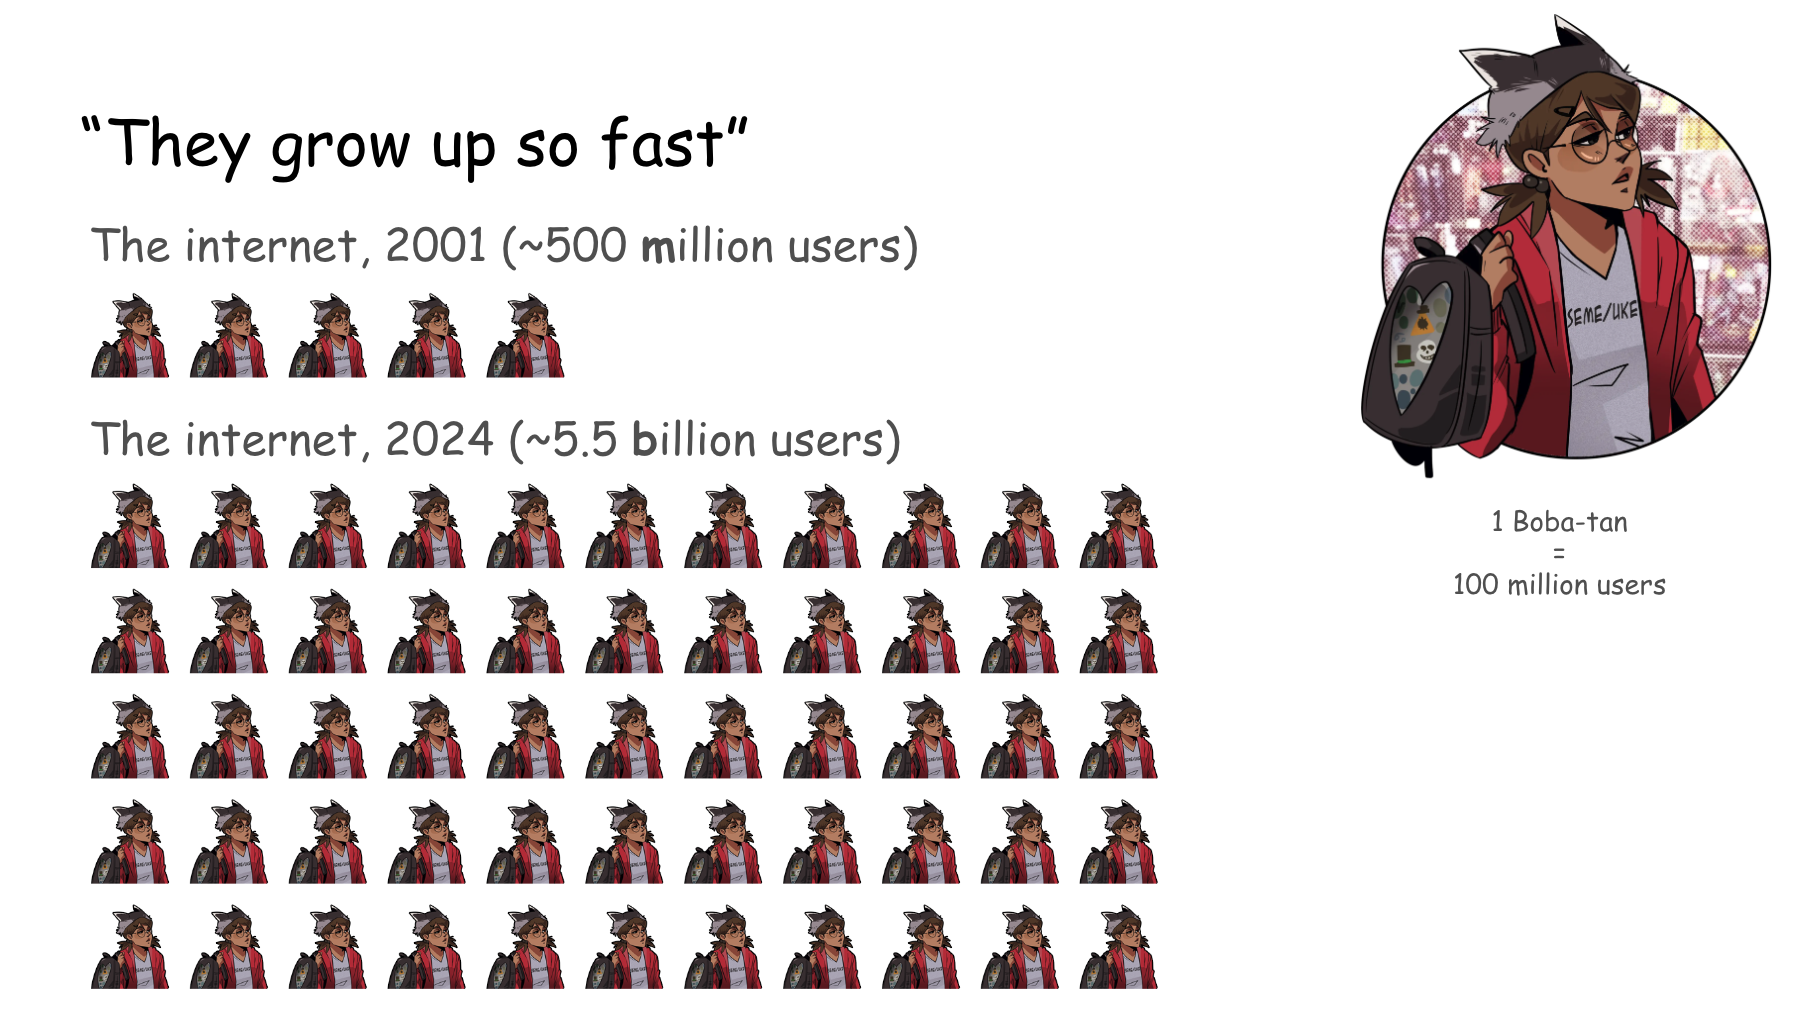 “They grow up so fast”
The internet, 2001 (~500 million users)
The internet, 2024 (~5.5 billion users)
SEME/UKE
1 Boba-tan
=
100 million users